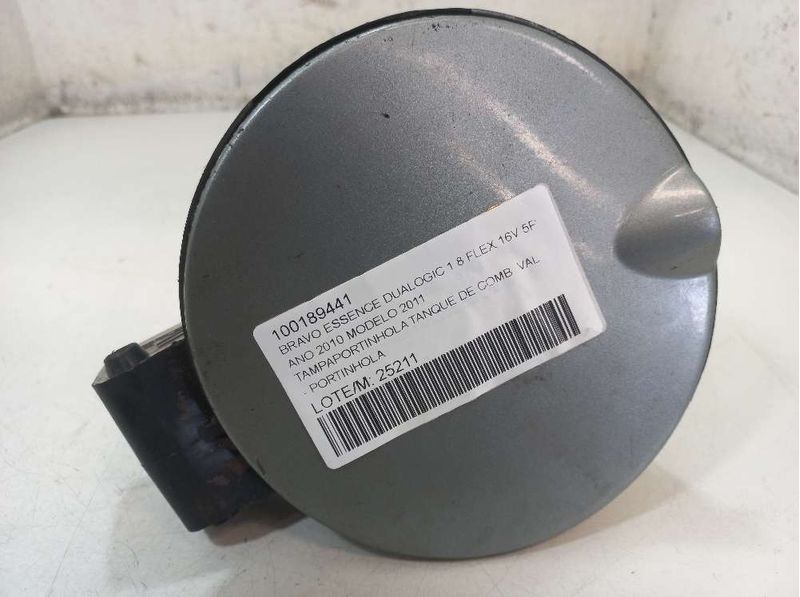 100189441
BRAVO ESSENCE DUALOGIC 1 8 FLEX 16V 5P
ANO 2010 MODELO 2011
TAMPAPORTINHOLA TANQUE DE COMB. VAL
: PORTINHOLA
LOTE/M: 25211